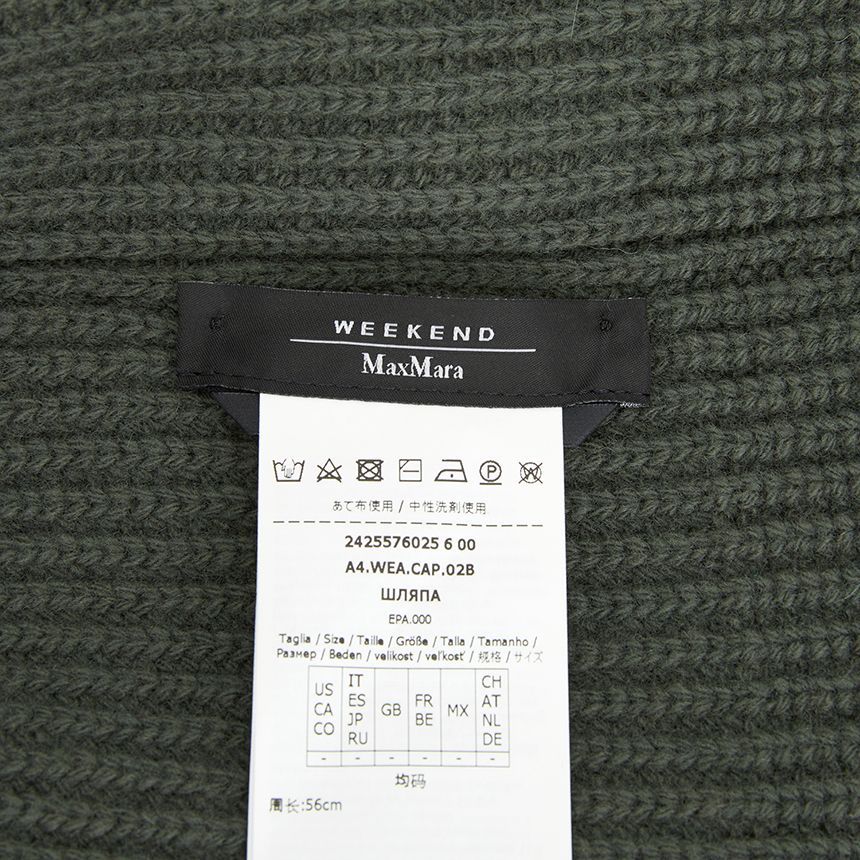 WEEKEND
MaxMara
あて布使用 / 中性洗剤使用
2425576025 6 00
A4.WEA.CAP.02B
ШЛЯПА
EPA.000
Taglia / Size / Taille / Größe / Talla / Tamanho /
Размер / Beden / velikost / veľkosť / 规格 / サイズ
US CA CO
IT ES JP RU
GB
FR BE
MX
CH AT NL DE
- - - - - -
均码
周长:56cm